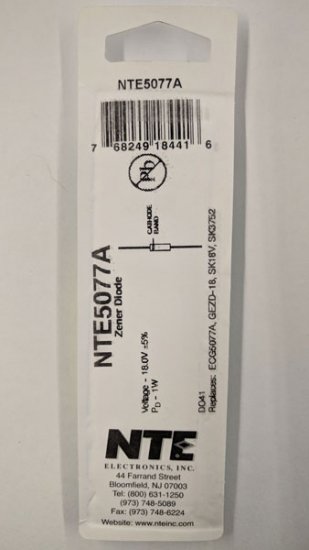 NTE5077A
7 68249 18441 6
Pb
CATHODE
BAND
NTE5077A
Zener Diode
Voltage - 18.0V ±5%
PD - 1W
DO41
Replaces: ECG5077A, GEZD-18, SK18V, SK3752
NTE
ELECTRONICS, INC.
44 Farrand Street
Bloomfield, NJ 07003
Tel: (800) 631-1250
(973) 748-5089
Fax: (973) 748-6224
Website: www.nteinc.com